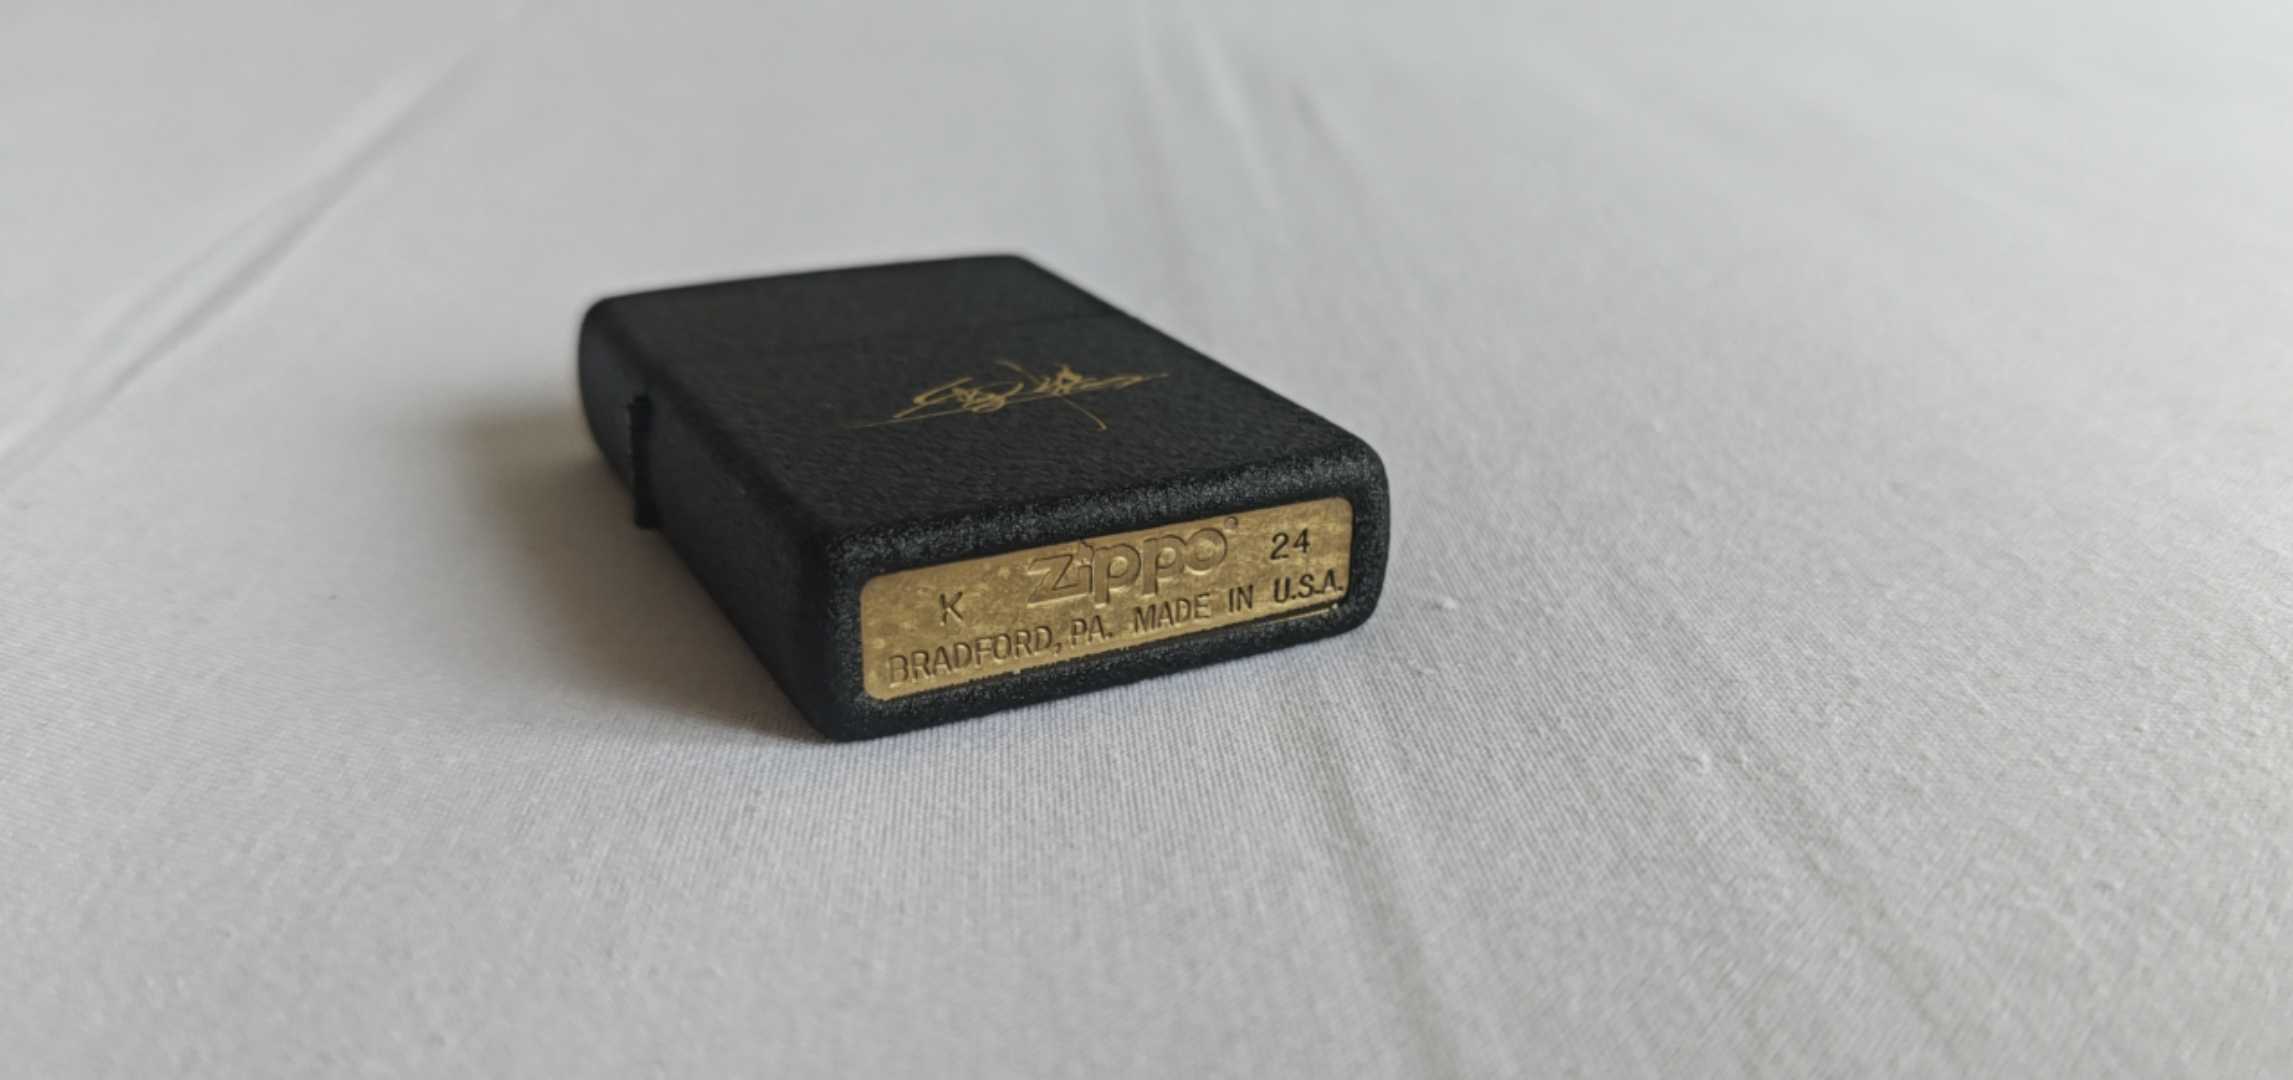 K Zippo® 24
BRADFORD, PA. MADE IN U.S.A.